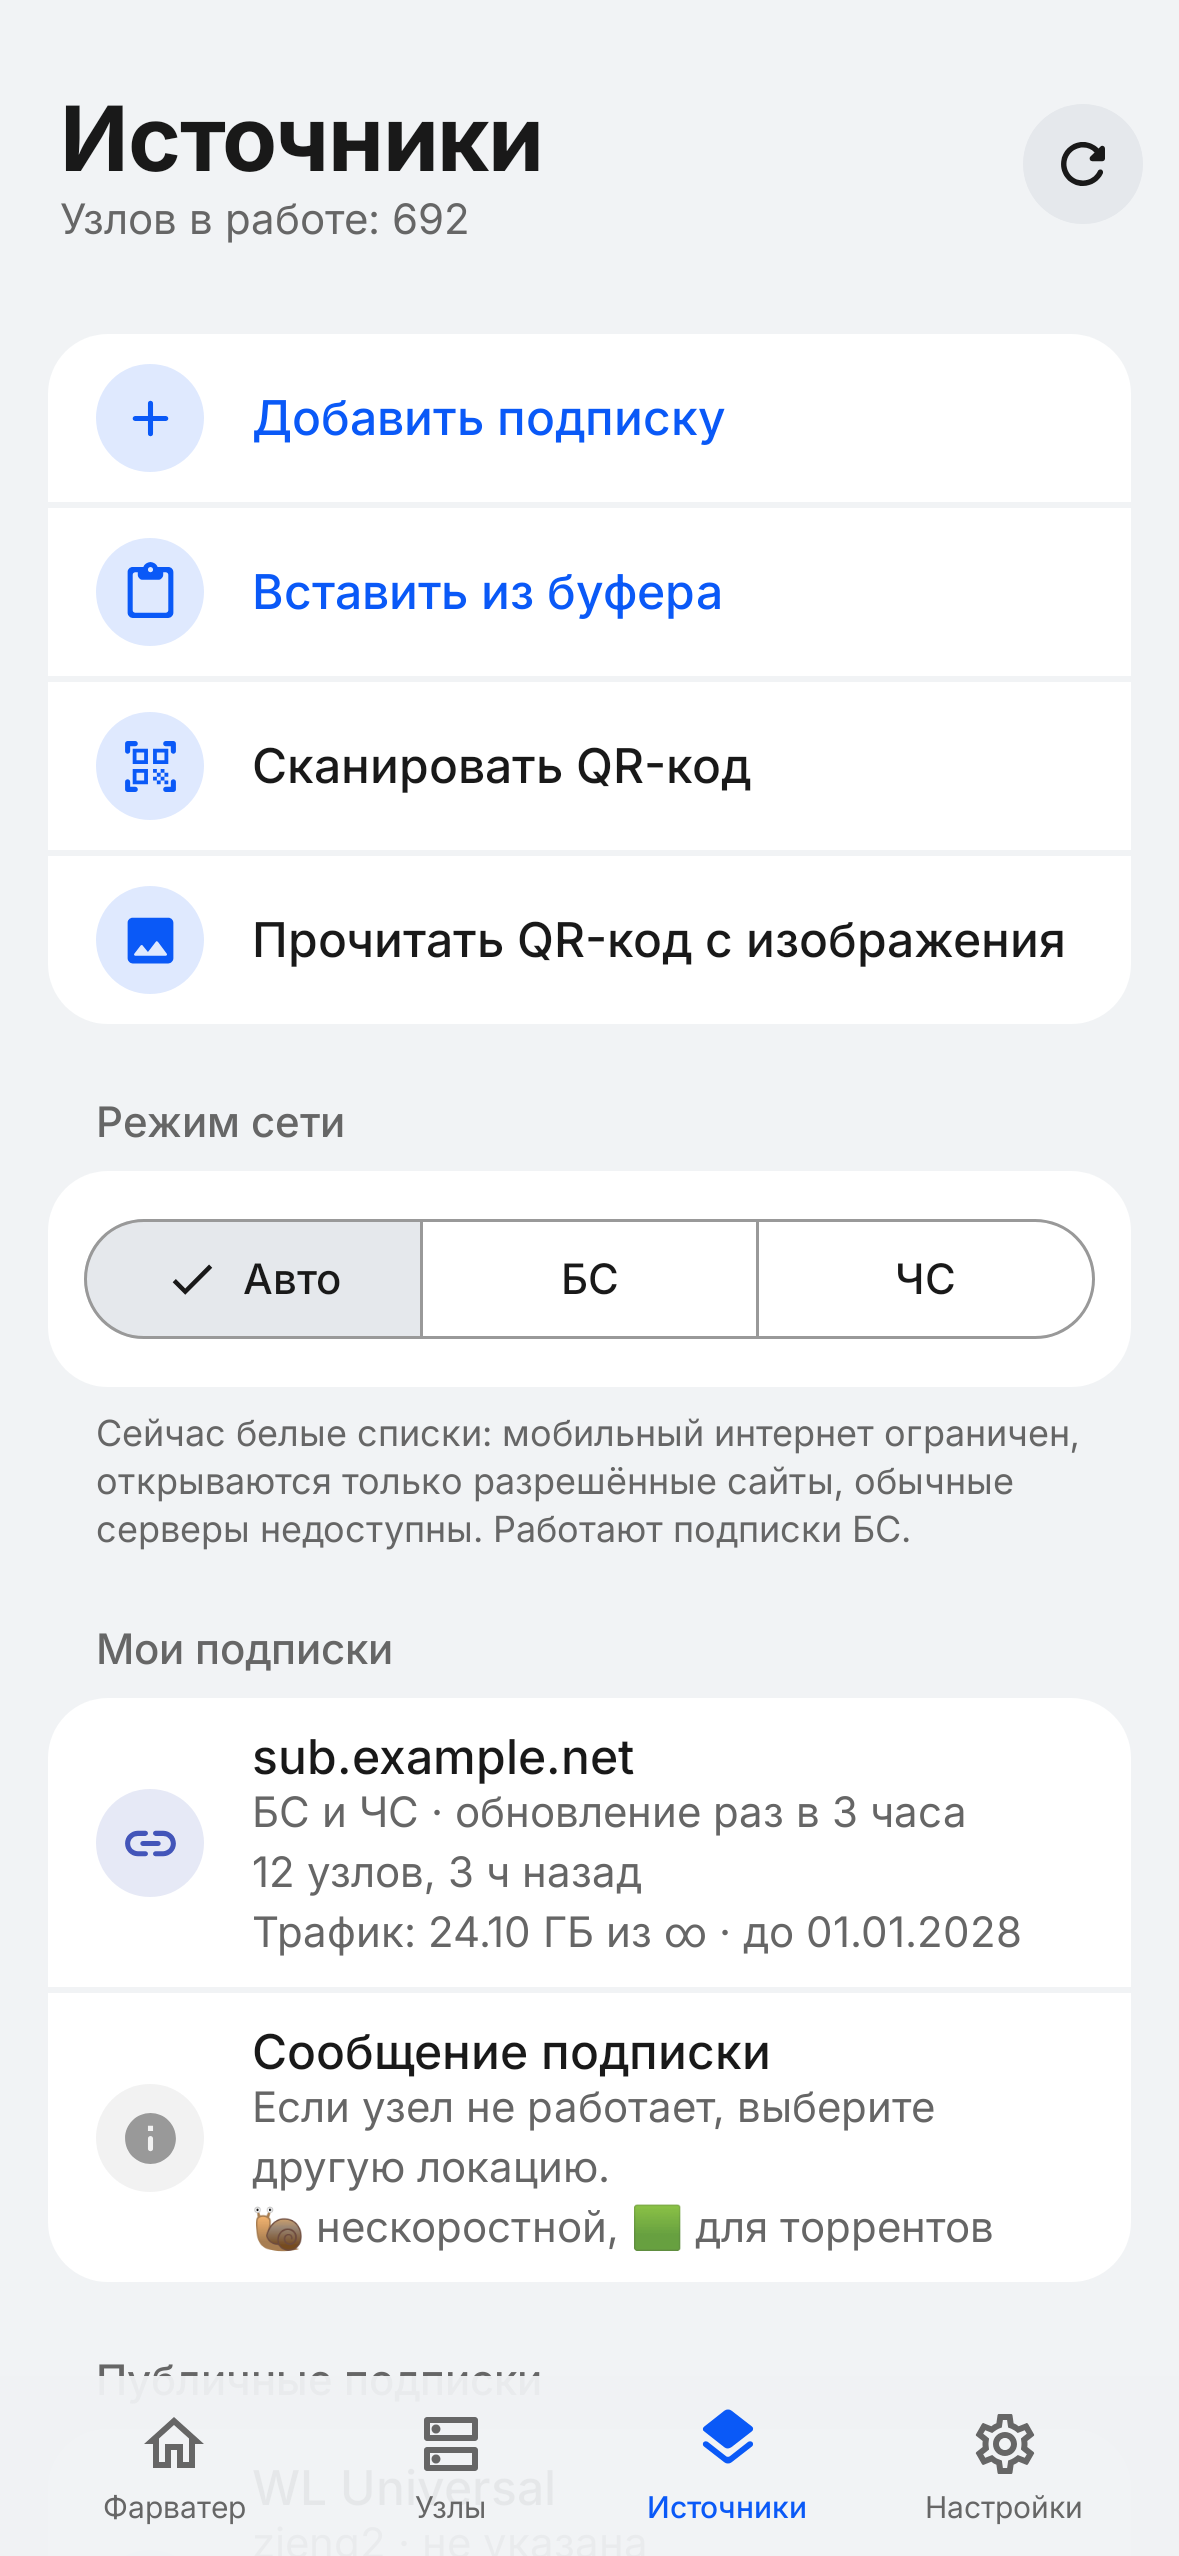 Источники
Узлов в работе: 692
Добавить подписку
Вставить из буфера
Сканировать QR-код
Прочитать QR-код с изображения
Режим сети
Авто
БС
ЧС
Сейчас белые списки: мобильный интернет ограничен,
открываются только разрешённые сайты, обычные
серверы недоступны. Работают подписки БС.
Мои подписки
sub.example.net
БС и ЧС · обновление раз в 3 часа
12 узлов, 3 ч назад
Трафик: 24.10 ГБ из ∞ · до 01.01.2028
Сообщение подписки
Если узел не работает, выберите
другую локацию.
🐌 нескоростной, 🟩 для торрентов
Публичные подписки
WL Universal
zieng2 · не указана
Фарватер
Узлы
Источники
Настройки